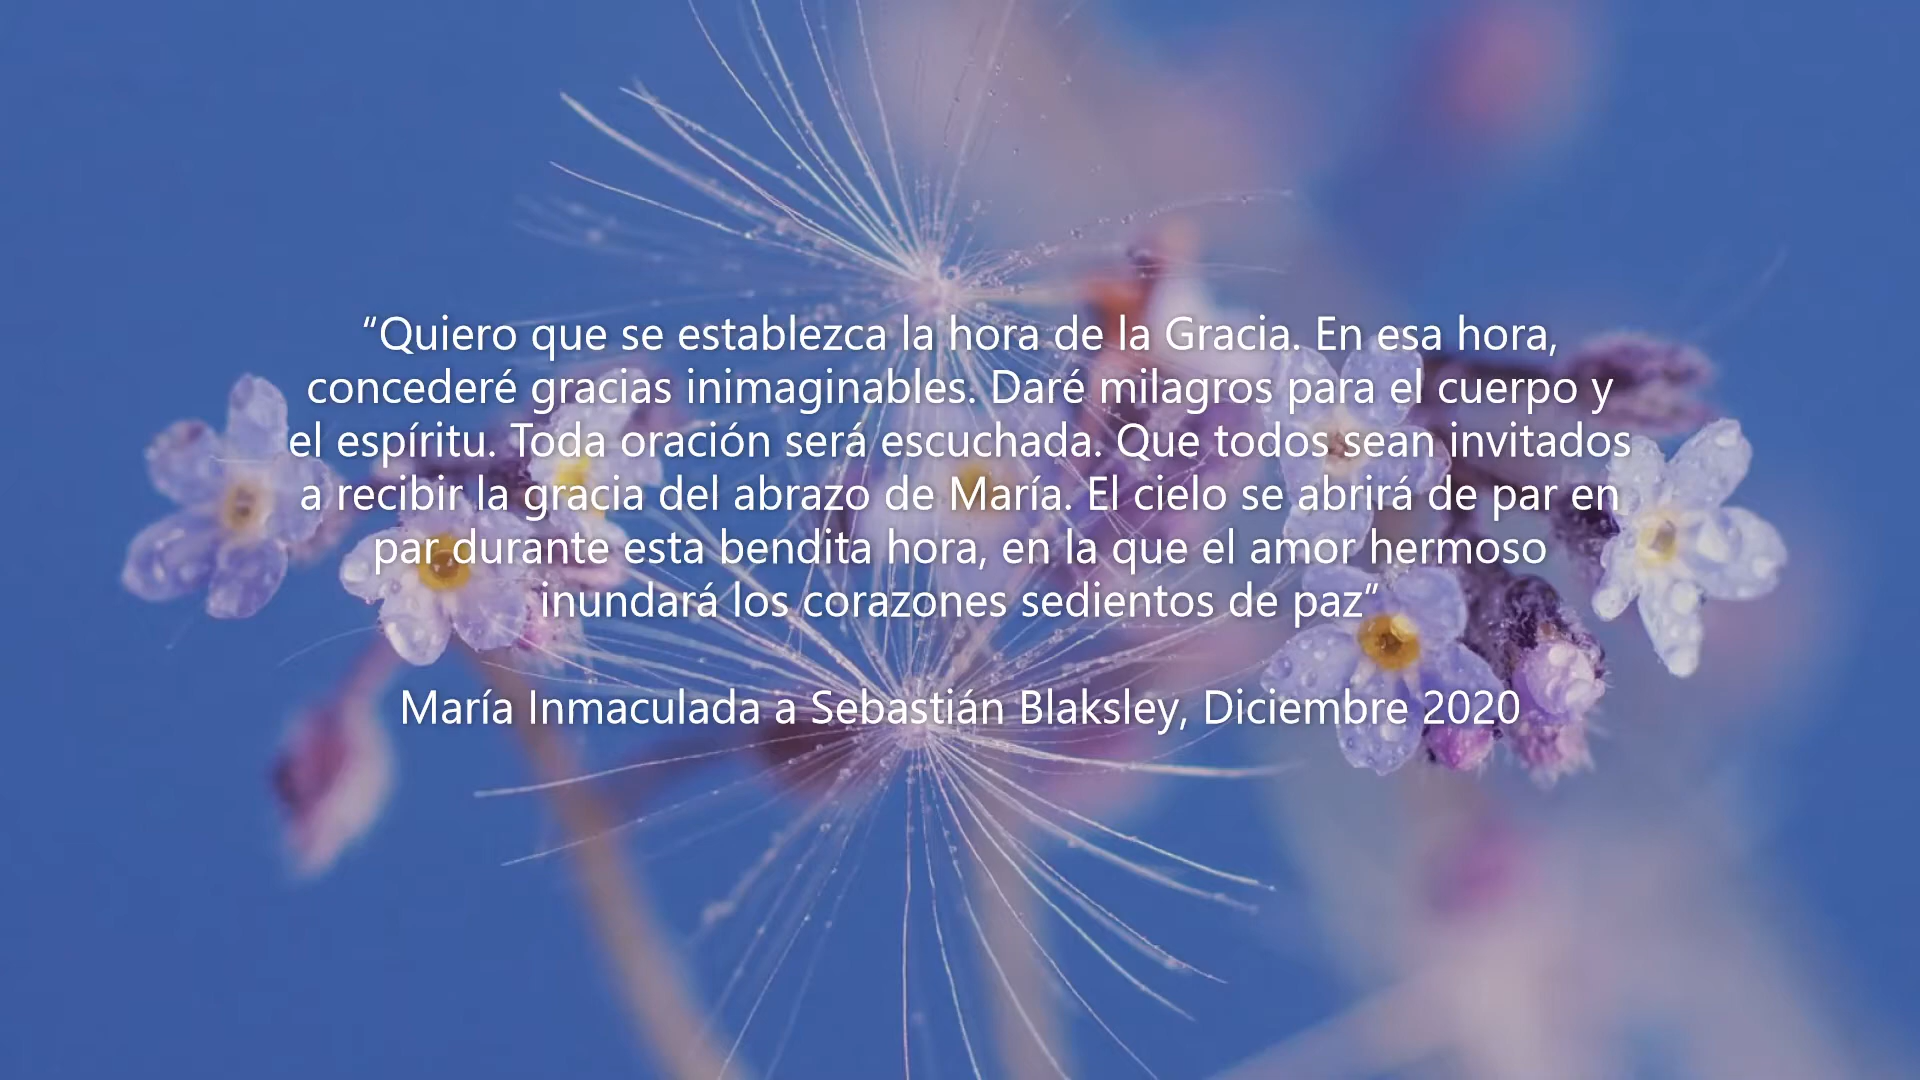 “Quiero que se establezca la hora de la Gracia. En esa hora,
concederé gracias inimaginables. Daré milagros para el cuerpo y
el espíritu. Toda oración será escuchada. Que todos sean invitados
a recibir la gracia del abrazo de María. El cielo se abrirá de par en
par durante esta bendita hora, en la que el amor hermoso
inundará los corazones sedientos de paz”
María Inmaculada a Sebastián Blaksley, Diciembre 2020